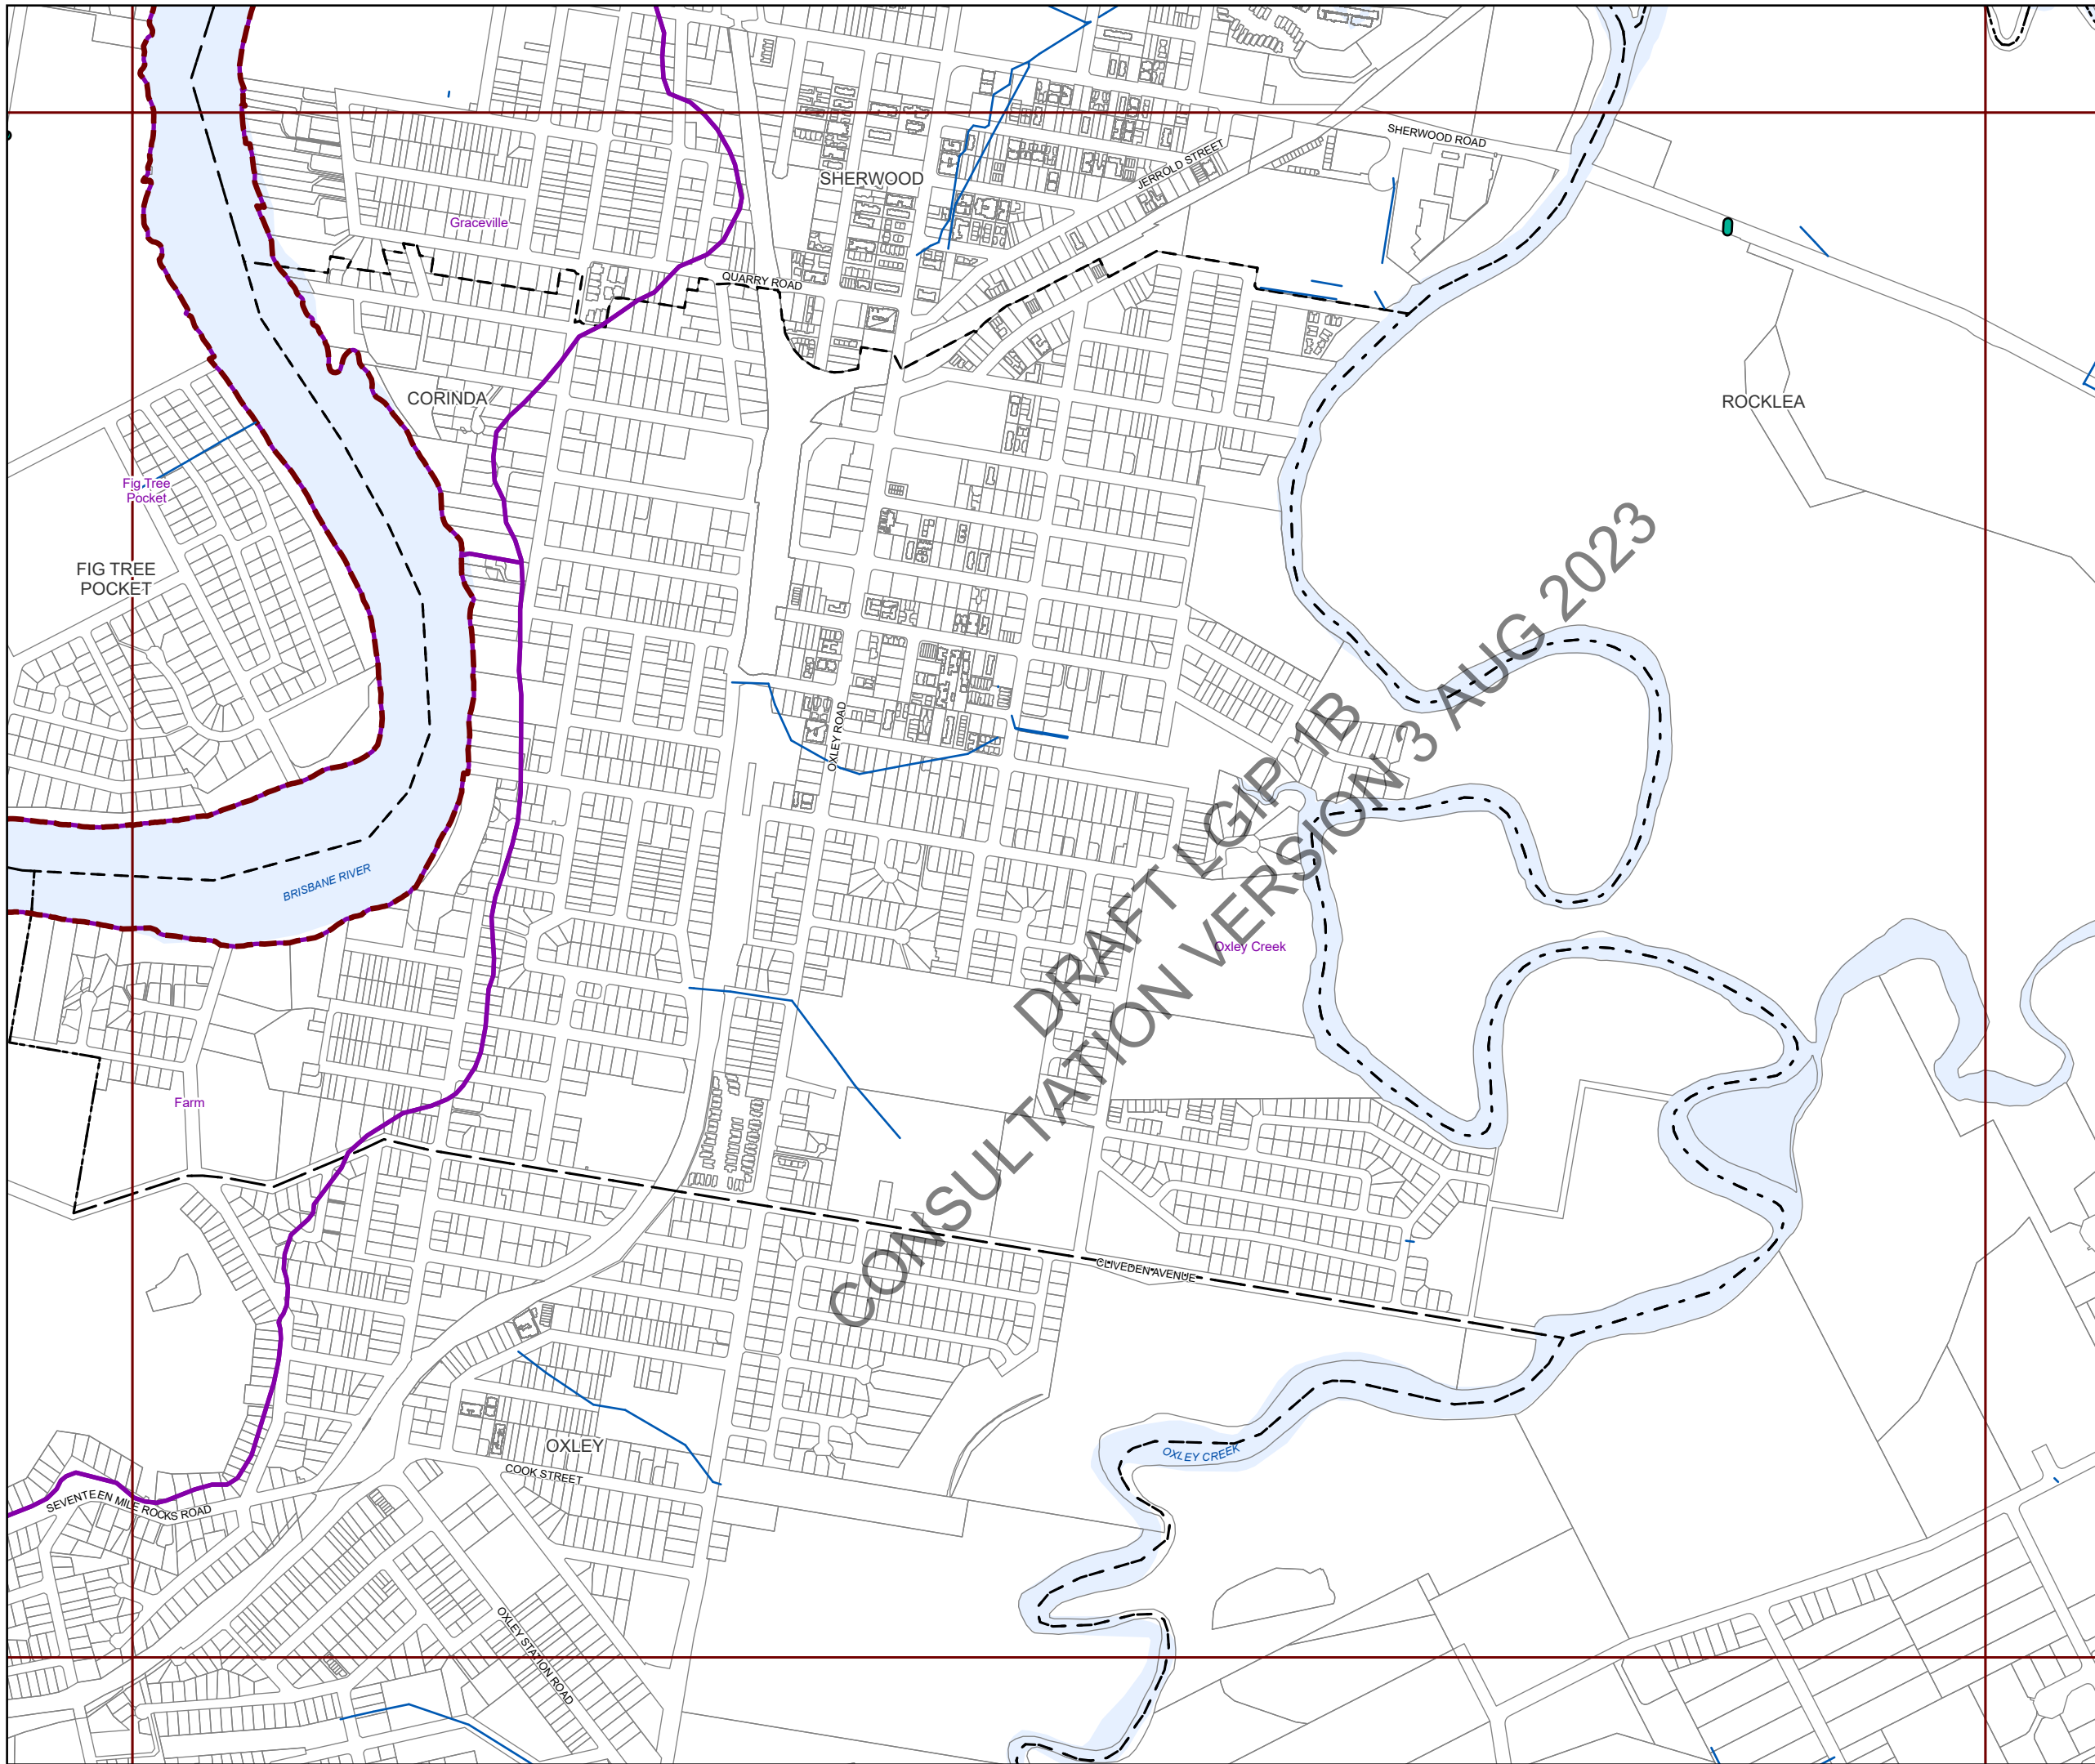 SHERWOOD ROAD
JERROLD STREET
SHERWOOD
Graceville
QUARRY ROAD
CORINDA
ROCKLEA
Fig Tree
Pocket
FIG TREE
POCKET
OXLEY ROAD
DRAFT LGIP 1B
CONSULTATION VERSION 3 AUG 2023
BRISBANE RIVER
Oxley Creek
Farm
CLIVEDEN AVENUE
OXLEY
OXLEY CREEK
COOK STREET
SEVENTEEN MILE ROCKS ROAD
OXLEY STATION ROAD